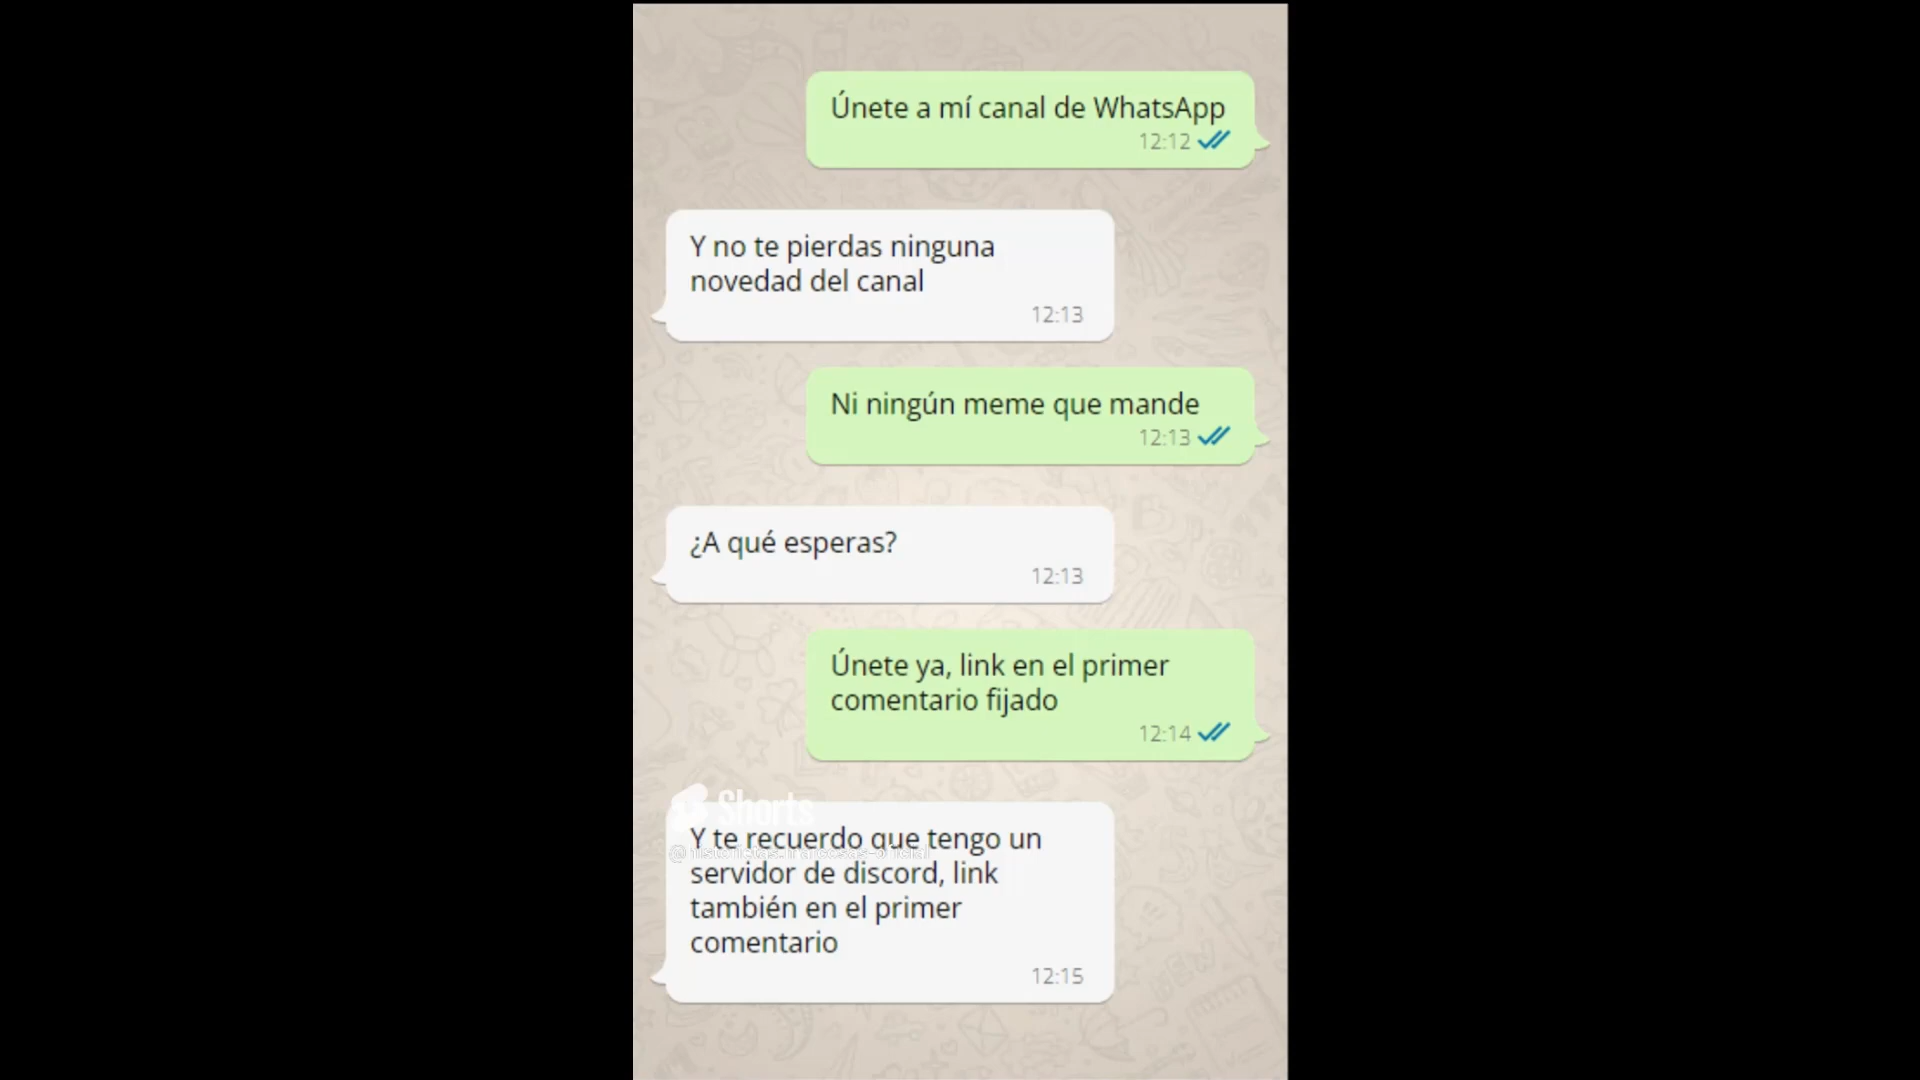 Únete a mí canal de WhatsApp
12:12
Y no te pierdas ninguna
novedad del canal
12:13
Ni ningún meme que mande
12:13
¿A qué esperas?
12:13
Únete ya, link en el primer
comentario fijado
12:14
Shorts
Y te recuerdo que tengo un
servidor de discord, link
también en el primer
comentario
12:15